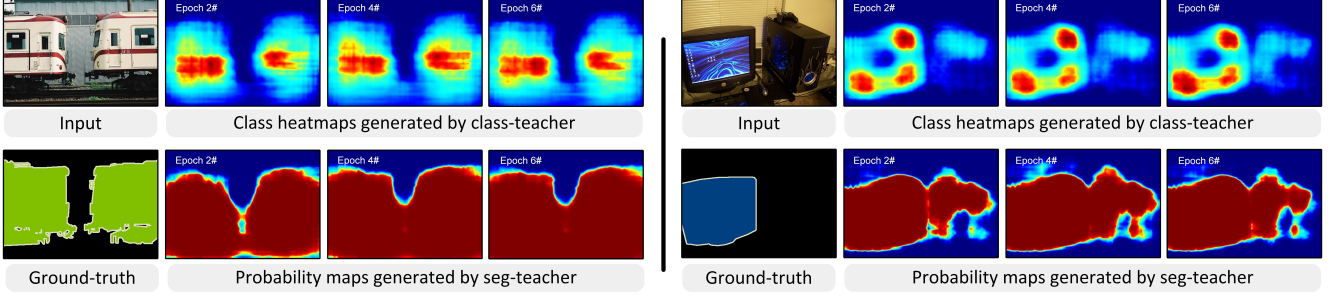 Epoch 2# Epoch 4# Epoch 6#
Input Class heatmaps generated by class-teacher
Epoch 2# Epoch 4# Epoch 6#
Ground-truth Probability maps generated by seg-teacher
Epoch 2# Epoch 4# Epoch 6#
Input Class heatmaps generated by class-teacher
Epoch 2# Epoch 4# Epoch 6#
Ground-truth Probability maps generated by seg-teacher